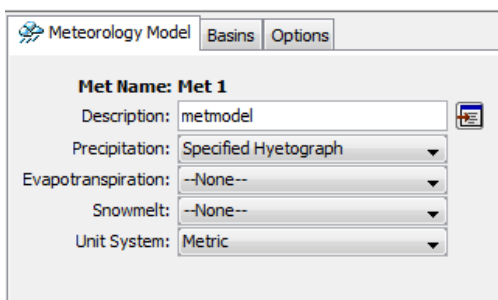 Meteorology Model Basins Options
Met Name: Met 1
Description: metmodel
Precipitation: Specified Hyetograph
Evapotranspiration: --None--
Snowmelt: --None--
Unit System: Metric